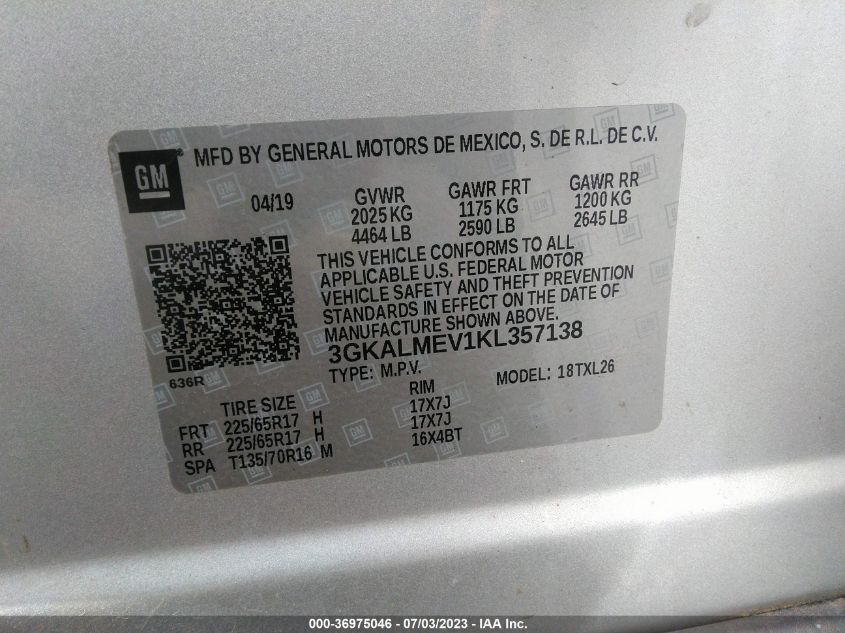 GM
MFD BY GENERAL MOTORS DE MEXICO, S. DE R.L. DE C.V.
04/19 GVWR GAWR FRT GAWR RR
2025 KG 1175 KG 1200 KG
4464 LB 2590 LB 2645 LB
THIS VEHICLE CONFORMS TO ALL
APPLICABLE U.S. FEDERAL MOTOR
VEHICLE SAFETY AND THEFT PREVENTION
STANDARDS IN EFFECT ON THE DATE OF
MANUFACTURE SHOWN ABOVE.
3GKALMEV1KL357138
636R
TYPE: M.P.V. MODEL: 18TXL26
TIRE SIZE RIM
FRT 225/65R17 H 17X7J
RR 225/65R17 H 17X7J
SPA T135/70R16 M 16X4BT
000-36975046 - 07/03/2023 - IAA Inc.